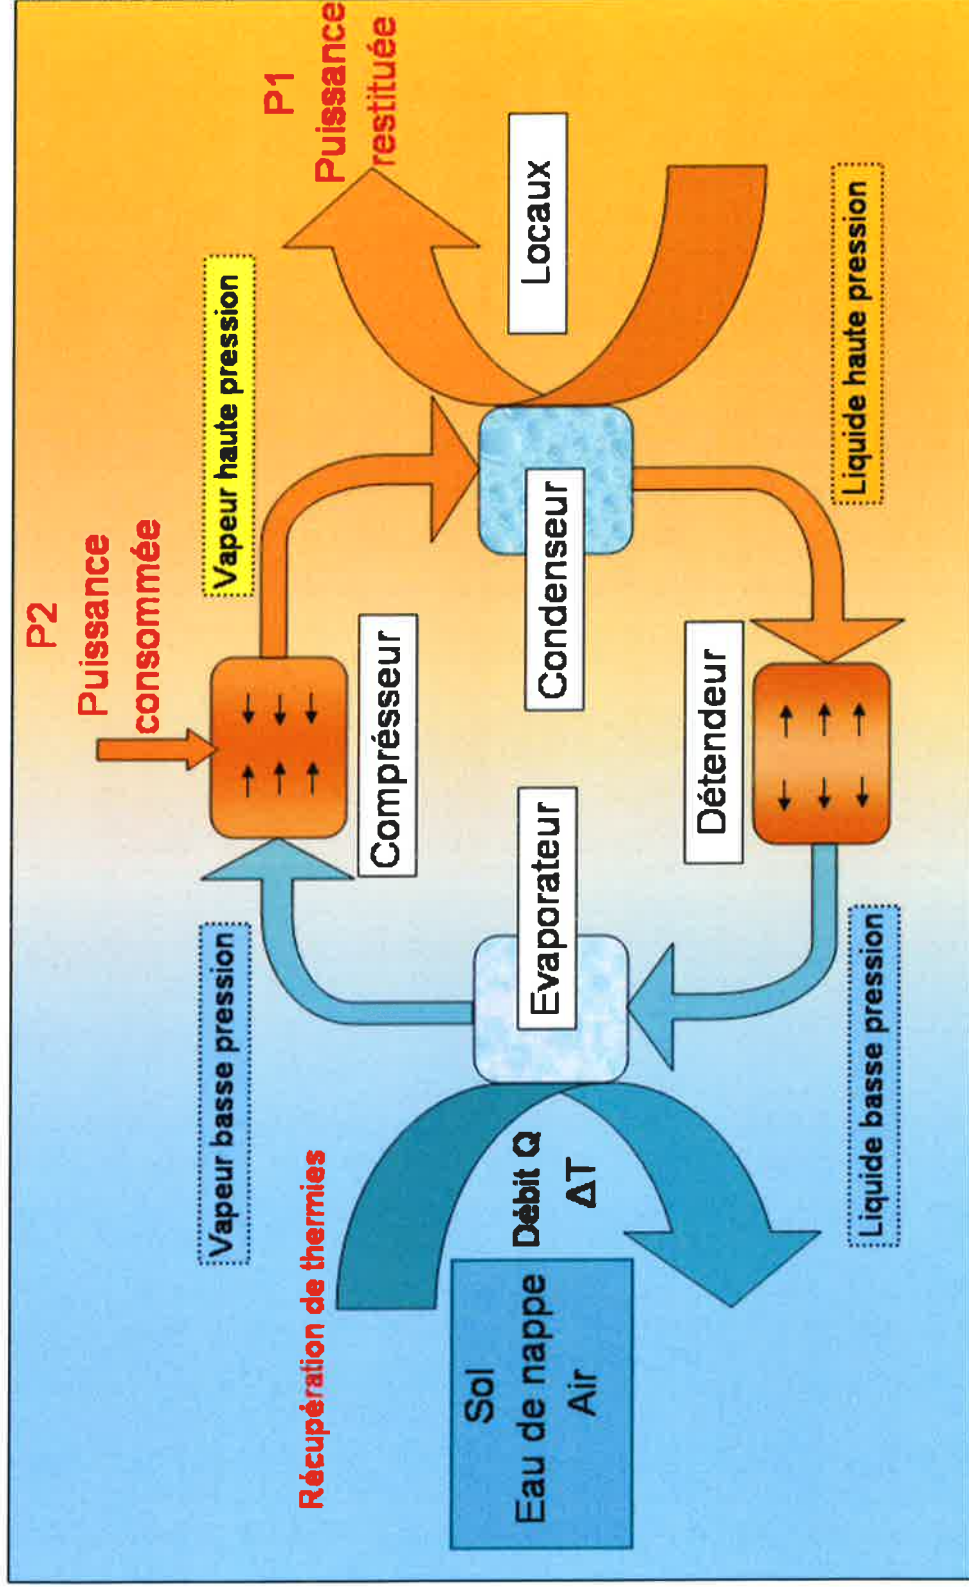 P2
Puissance
consommée
P1
Puissance
restituée
Vapeur basse pression
Vapeur haute pression
Récupération de thermies
Comprésseur
Sol
Eau de nappe
Air
Débit Q
ΔT
Evaporateur
Condenseur
Locaux
Détendeur
Liquide basse pression
Liquide haute pression